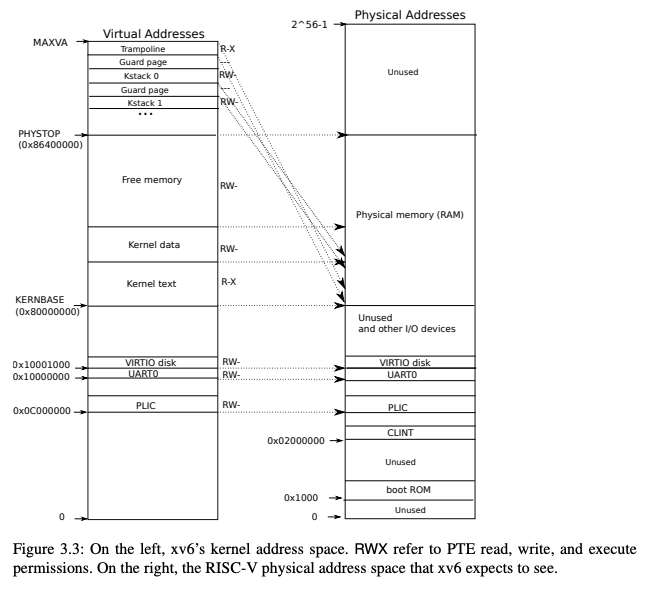 Virtual Addresses
MAXVA
Trampoline
R-X
Guard page
---
Kstack 0
RW-
Guard page
---
Kstack 1
RW-
...
PHYSTOP
(0x86400000)
Free memory
RW-
Kernel data
RW-
Kernel text
R-X
KERNBASE
(0x80000000)
0x10001000
VIRTIO disk
RW-
0x10000000
UART0
RW-
0x0C000000
PLIC
RW-
0
Physical Addresses
2^56-1
Unused
Physical memory (RAM)
Unused
and other I/O devices
VIRTIO disk
UART0
PLIC
CLINT
0x02000000
Unused
boot ROM
0x1000
Unused
0
Figure 3.3: On the left, xv6's kernel address space. RWX refer to PTE read, write, and execute
permissions. On the right, the RISC-V physical address space that xv6 expects to see.